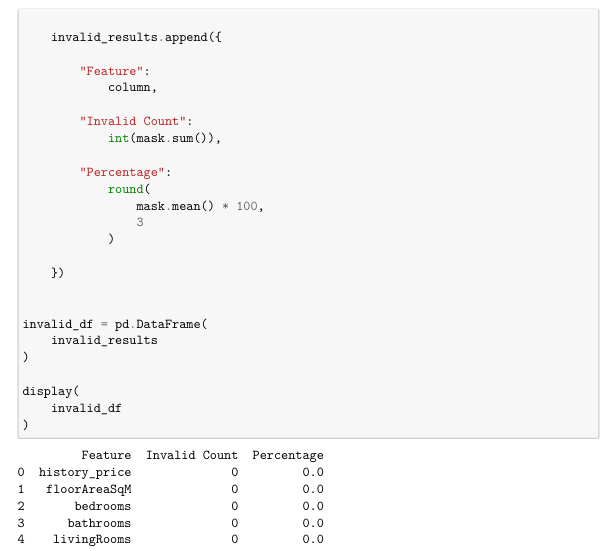 invalid_results.append({
        "Feature":
            column,
        "Invalid Count":
            int(mask.sum()),
        "Percentage":
            round(
                mask.mean() * 100,
                3
            )
    })
invalid_df = pd.DataFrame(
    invalid_results
)
display(
    invalid_df
)
        Feature  Invalid Count  Percentage
0  history_price              0         0.0
1   floorAreaSqM              0         0.0
2       bedrooms              0         0.0
3      bathrooms              0         0.0
4    livingRooms              0         0.0